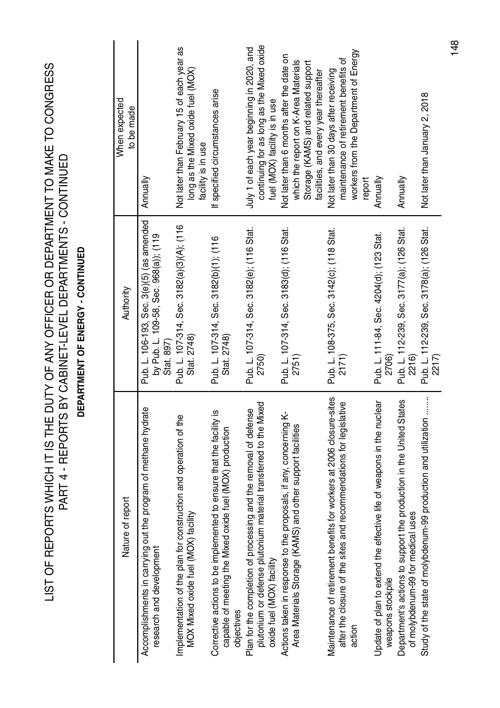 LIST OF REPORTS WHICH IT IS THE DUTY OF ANY OFFICER OR DEPARTMENT TO MAKE TO CONGRESS
PART 4 - REPORTS BY CABINET-LEVEL DEPARTMENTS - CONTINUED
DEPARTMENT OF ENERGY - CONTINUED
Nature of report
Authority
When expected
to be made
Accomplishments in carrying out the program of methane hydrate
research and development
Pub. L. 106-193, Sec. 3(e)(5) (as amended
by Pub. L. 109-58, Sec. 968(a)); (119
Stat. 897)
Annually
Implementation of the plan for construction and operation of the
MOX Mixed oxide fuel (MOX) facility
Pub. L. 107-314, Sec. 3182(a)(3)(A); (116
Stat. 2748)
Not later than February 15 of each year as
long as the Mixed oxide fuel (MOX)
facility is in use
Corrective actions to be implemented to ensure that the facility is
capable of meeting the Mixed oxide fuel (MOX) production
objectives
Pub. L. 107-314, Sec. 3182(b)(1); (116
Stat. 2748)
If specified circumstances arise
Plan for the completion of processing and the removal of defense
plutonium or defense plutonium material transferred to the Mixed
oxide fuel (MOX) facility
Pub. L. 107-314, Sec. 3182(e); (116 Stat.
2750)
July 1 of each year beginning in 2020, and
continuing for as long as the Mixed oxide
fuel (MOX) facility is in use
Actions taken in response to the proposals, if any, concerning K-
Area Materials Storage (KAMS) and other support facilities
Pub. L. 107-314, Sec. 3183(d); (116 Stat.
2751)
Not later than 6 months after the date on
which the report on K-Area Materials
Storage (KAMS) and related support
facilities, and every year thereafter
Maintenance of retirement benefits for workers at 2006 closure-sites
after the closure of the sites and recommendations for legislative
action
Pub. L. 108-375, Sec. 3142(c); (118 Stat.
2171)
Not later than 30 days after receiving
maintenance of retirement benefits of
workers from the Department of Energy
report
Update of plan to extend the effective life of weapons in the nuclear
weapons stockpile
Pub. L. 111-84, Sec. 4204(d); (123 Stat.
2706)
Annually
Department's actions to support the production in the United States
of molybdenum-99 for medical uses
Pub. L. 112-239, Sec. 3177(a); (126 Stat.
2216)
Annually
Study of the state of molybdenum-99 production and utilization ........
Pub. L. 112-239, Sec. 3178(a); (126 Stat.
2217)
Not later than January 2, 2018
148